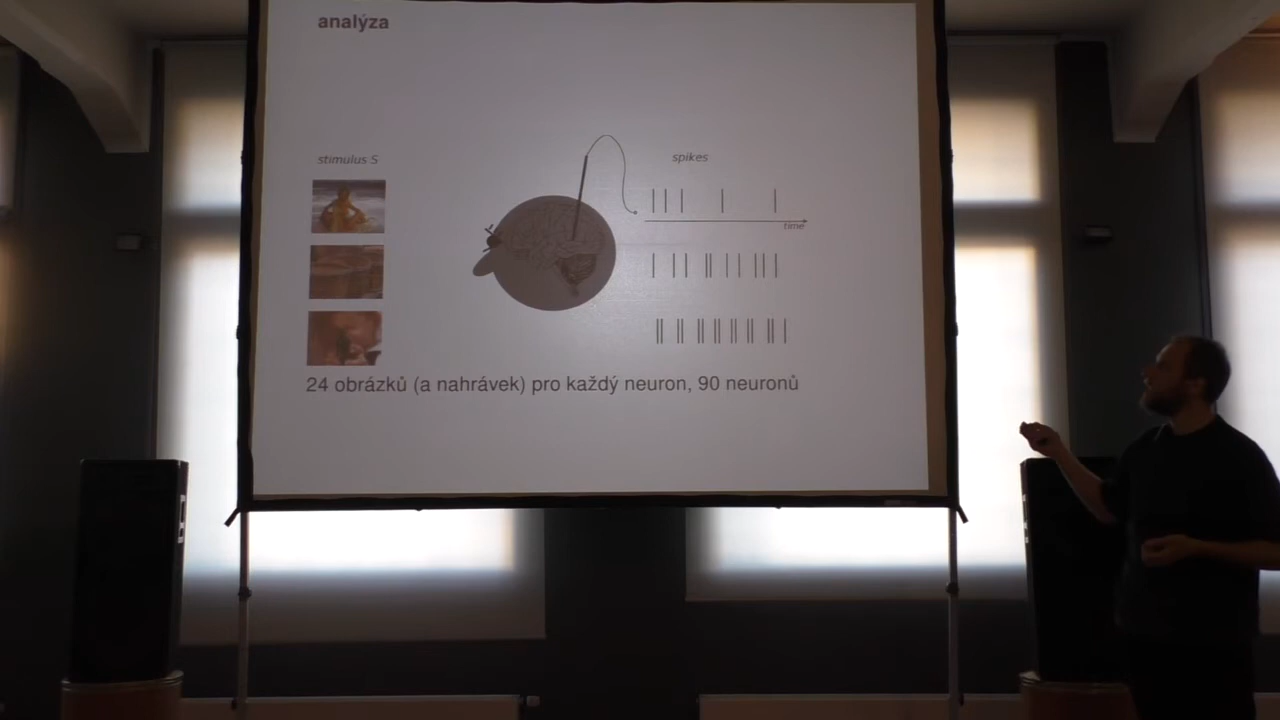 analýza
stimulus S
spikes
time
24 obrázků (a nahrávek) pro každý neuron, 90 neuronů